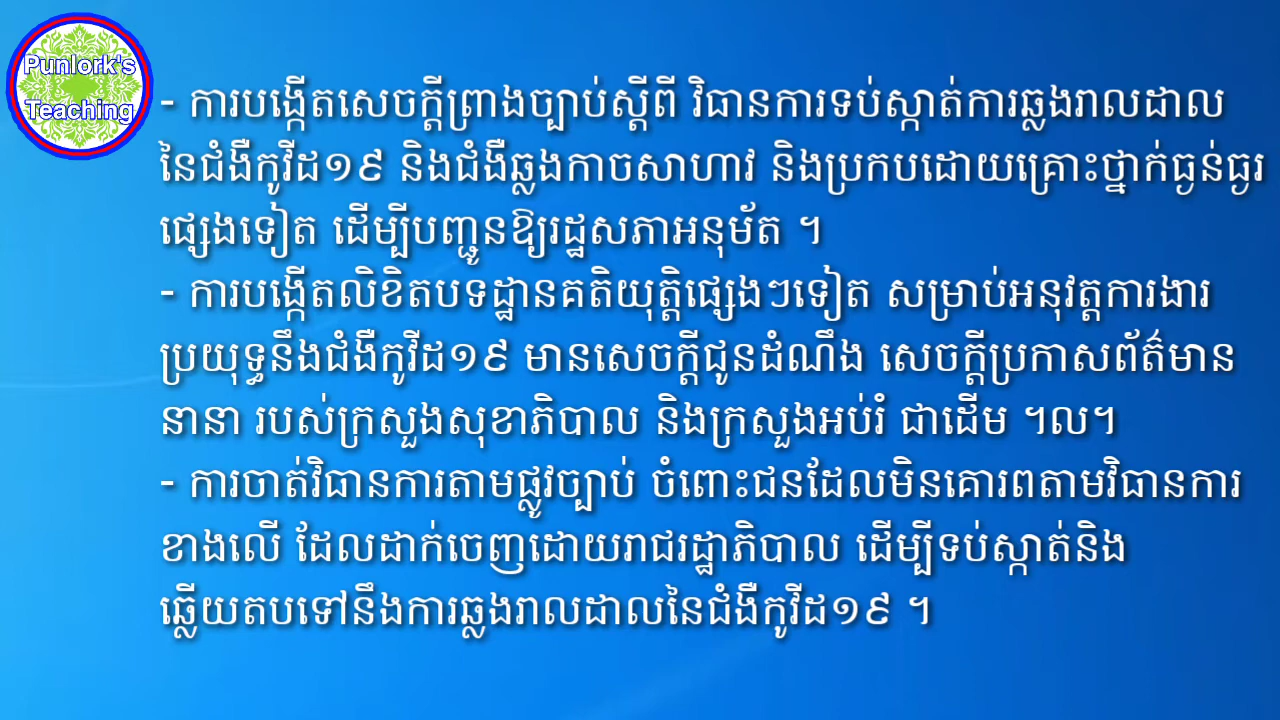 Punlork's
Teaching
- ការបង្កើតសេចក្តីព្រាងច្បាប់ស្តីពី វិធានការទប់ស្កាត់ការឆ្លងរាលដាល
នៃជំងឺកូវីដ១៩ និងជំងឺឆ្លងកាចសាហាវ និងប្រកបដោយគ្រោះថ្នាក់ធ្ងន់ធ្ងរ
ផ្សេងទៀត ដើម្បីបញ្ជូនឱ្យរដ្ឋសភាអនុម័ត ។
- ការបង្កើតលិខិតបទដ្ឋានគតិយុត្តិផ្សេងៗទៀត សម្រាប់អនុវត្តការងារ
ប្រយុទ្ធនឹងជំងឺកូវីដ១៩ មានសេចក្តីជូនដំណឹង សេចក្តីប្រកាសព័ត៌មាន
នានា របស់ក្រសួងសុខាភិបាល និងក្រសួងអប់រំ ជាដើម ។ល។
- ការចាត់វិធានការតាមផ្លូវច្បាប់ ចំពោះជនដែលមិនគោរពតាមវិធានការ
ខាងលើ ដែលដាក់ចេញដោយរាជរដ្ឋាភិបាល ដើម្បីទប់ស្កាត់និង
ឆ្លើយតបទៅនឹងការឆ្លងរាលដាលនៃជំងឺកូវីដ១៩ ។